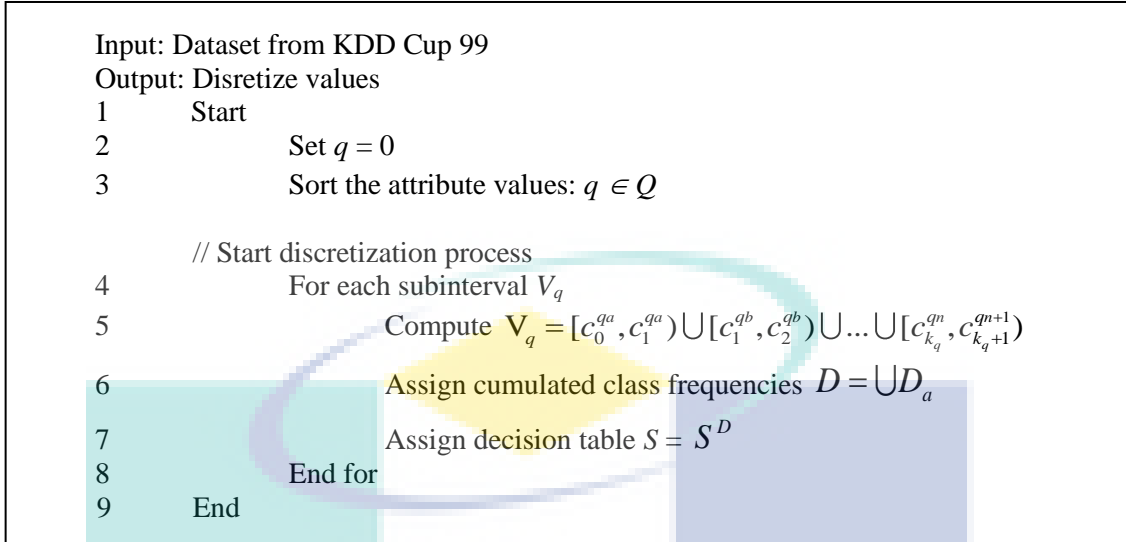 Input: Dataset from KDD Cup 99
Output: Disretize values
1 Start
2 Set q = 0
3 Sort the attribute values: q ∈ Q
// Start discretization process
4 For each subinterval V_q
5 Compute V_q = [c_0^{qa}, c_1^{qa}) ⋃ [c_1^{qb}, c_2^{qb}) ⋃ ... ⋃ [c_{k_q}^{qn}, c_{k_q+1}^{qn+1})
6 Assign cumulated class frequencies D = ⋃D_a
7 Assign decision table S = S^D
8 End for
9 End